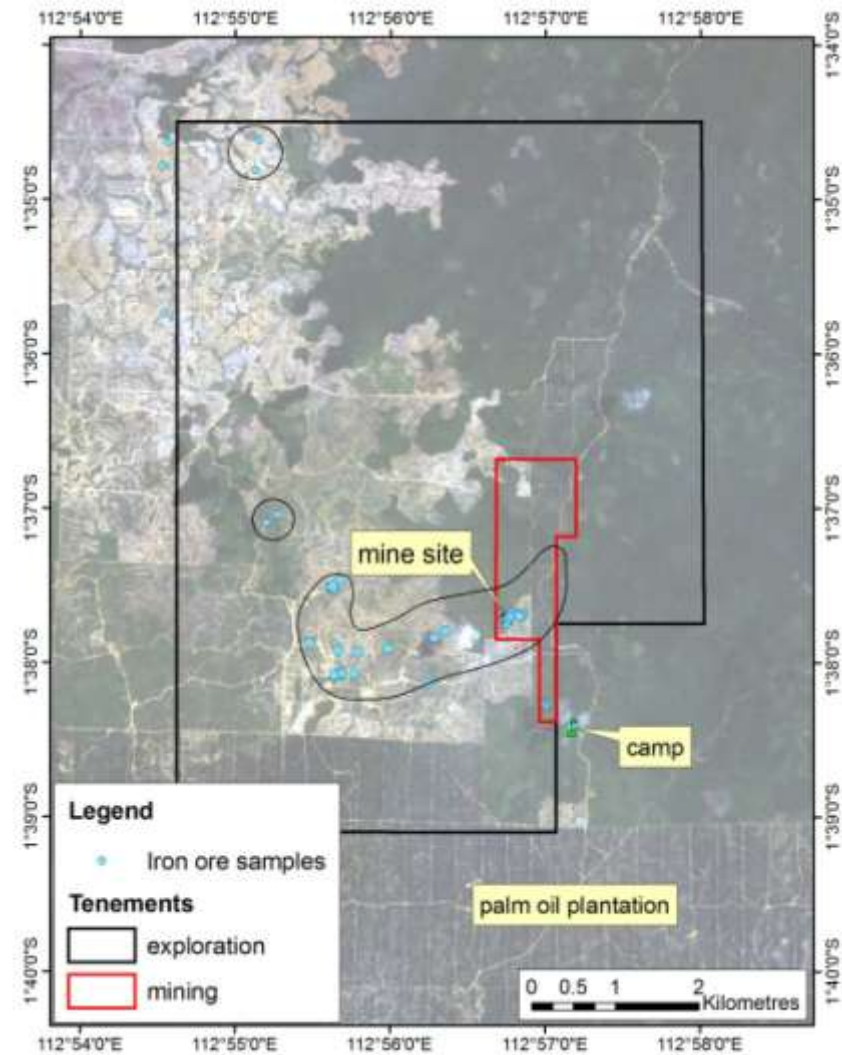 112°54'0"E 112°55'0"E 112°56'0"E 112°57'0"E 112°58'0"E
1°34'0"S
1°35'0"S 1°35'0"S
1°36'0"S 1°36'0"S
1°37'0"S 1°37'0"S
mine site
1°38'0"S 1°38'0"S
camp
1°39'0"S 1°39'0"S
Legend
Iron ore samples
Tenements
exploration
mining
palm oil plantation
1°40'0"S 1°40'0"S
0 0.5 1 2
Kilometres
112°54'0"E 112°55'0"E 112°56'0"E 112°57'0"E 112°58'0"E